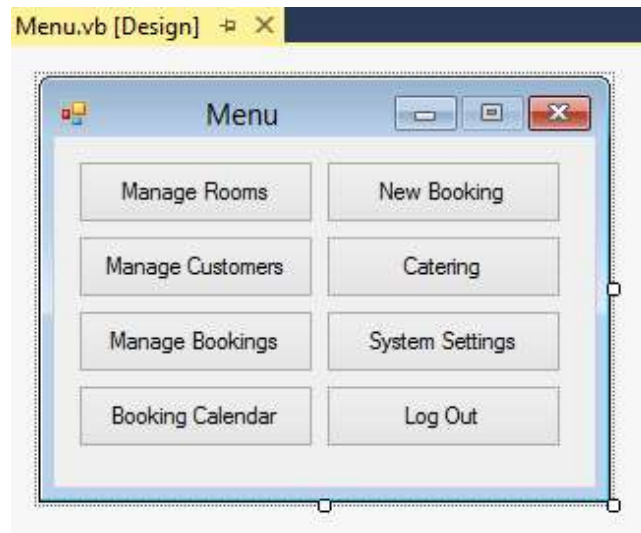 Menu.vb [Design]
Menu
Manage Rooms New Booking
Manage Customers Catering
Manage Bookings System Settings
Booking Calendar Log Out